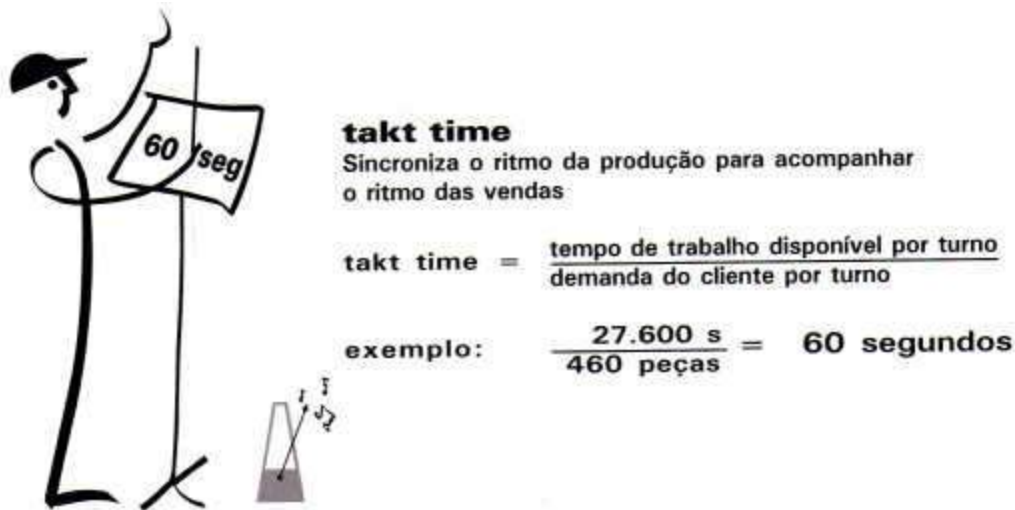 60 seg
takt time
Sincroniza o ritmo da produção para acompanhar
o ritmo das vendas
takt time = tempo de trabalho disponível por turno
demanda do cliente por turno
exemplo: 27.600 s = 60 segundos
460 peças